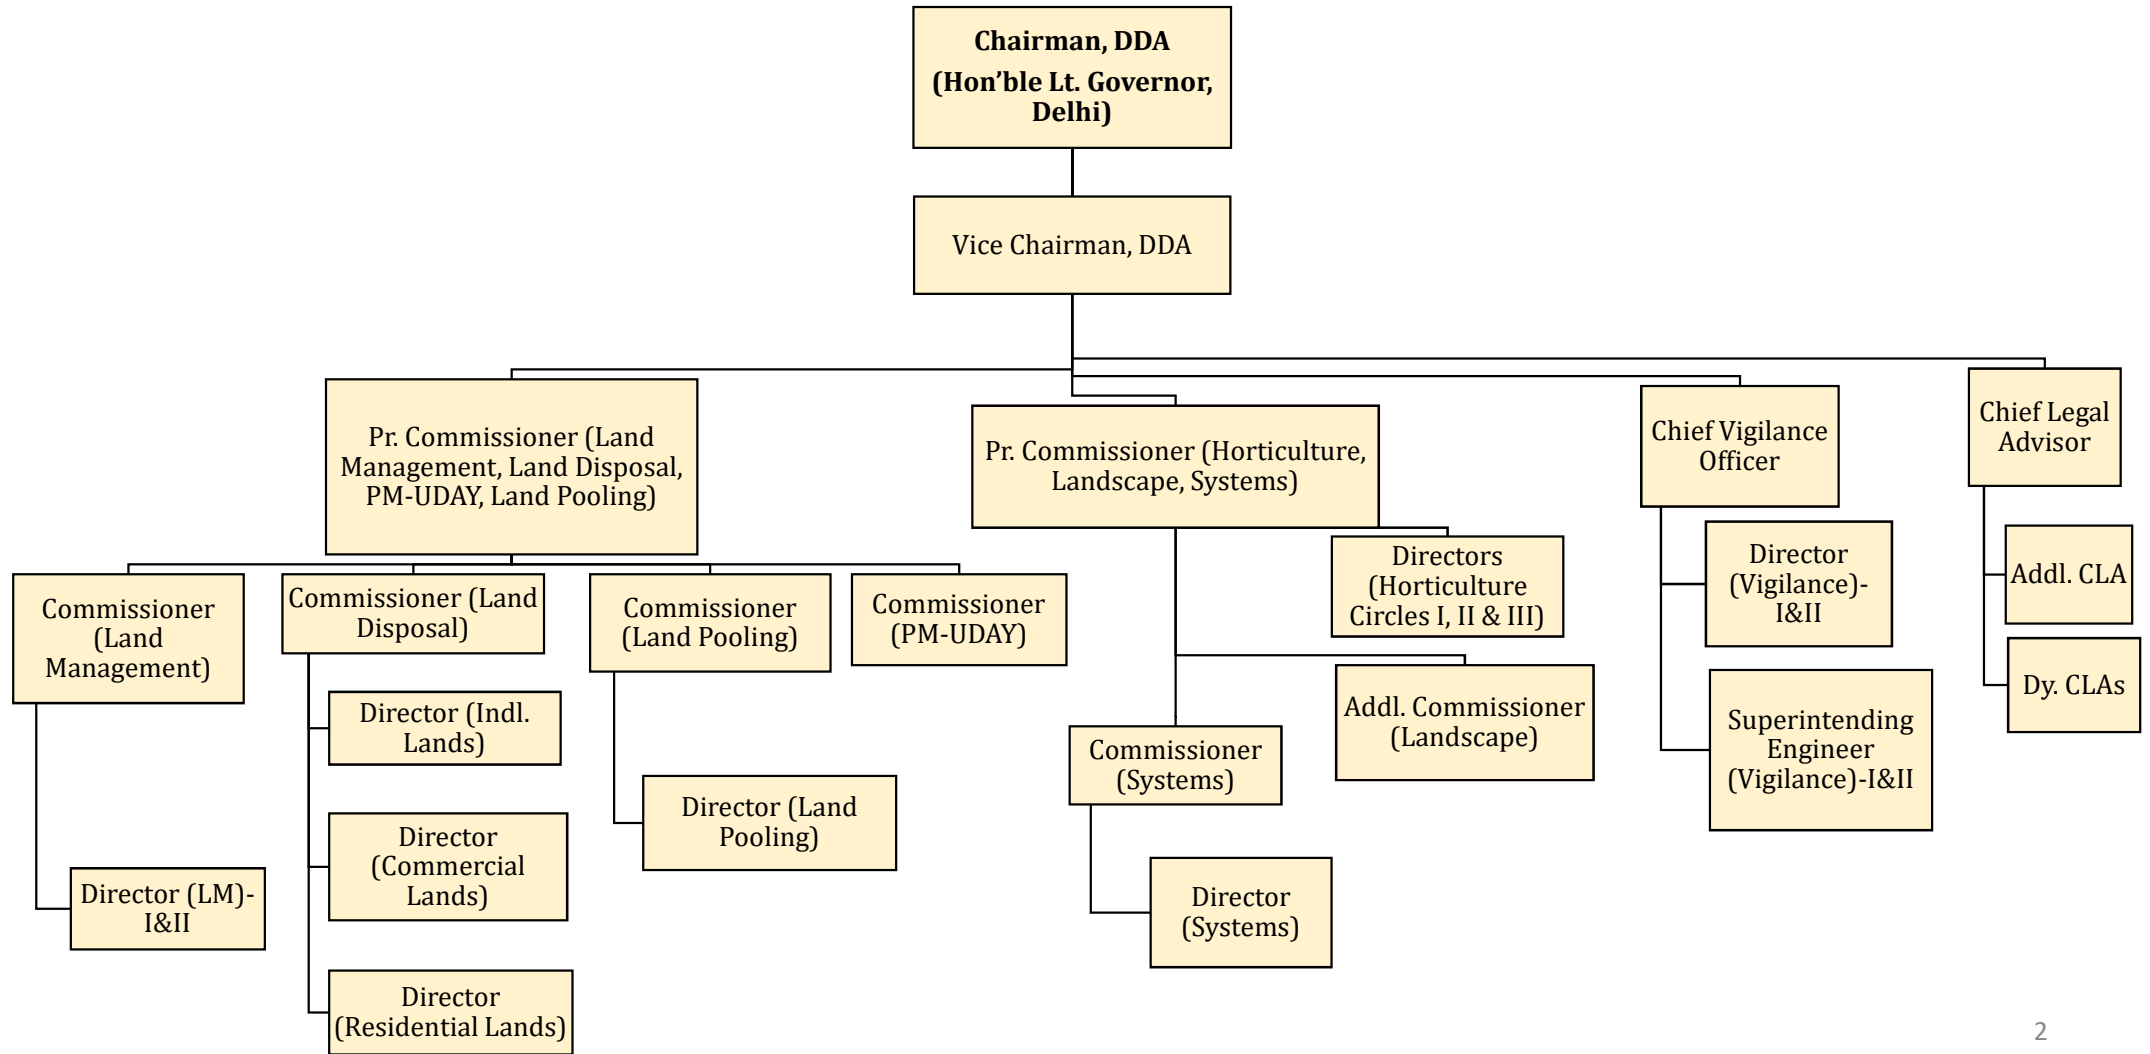 Chairman, DDA
(Hon’ble Lt. Governor,
Delhi)
Vice Chairman, DDA
Pr. Commissioner (Land
Management, Land Disposal,
PM-UDAY, Land Pooling)
Pr. Commissioner (Horticulture,
Landscape, Systems)
Chief Vigilance
Officer
Chief Legal
Advisor
Commissioner
(Land
Management)
Commissioner (Land
Disposal)
Commissioner
(Land Pooling)
Commissioner
(PM-UDAY)
Directors
(Horticulture
Circles I, II & III)
Director
(Vigilance)-
I&II
Addl. CLA
Director (Indl.
Lands)
Addl. Commissioner
(Landscape)
Superintending
Engineer
(Vigilance)-I&II
Dy. CLAs
Commissioner
(Systems)
Director
(Commercial
Lands)
Director (Land
Pooling)
Director (LM)-
I&II
Director
(Systems)
Director
(Residential Lands)
2